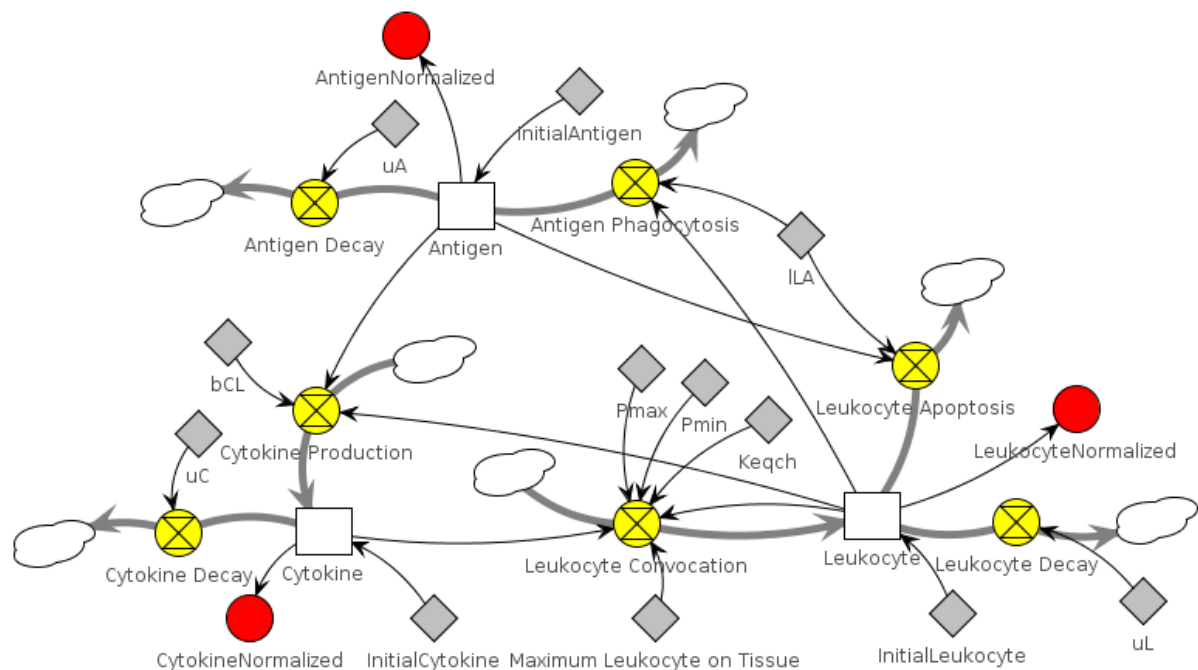 AntigenNormalized
InitialAntigen
uA
Antigen Phagocytosis
Antigen Decay
Antigen
lLA
bCL
Pmax
Pmin
Leukocyte Apoptosis
Keqch
Cytokine Production
LeukocyteNormalized
uC
Cytokine Decay
Cytokine
Leukocyte Convocation
Leukocyte
Leukocyte Decay
CytokineNormalized
InitialCytokine
Maximum Leukocyte on Tissue
InitialLeukocyte
uL